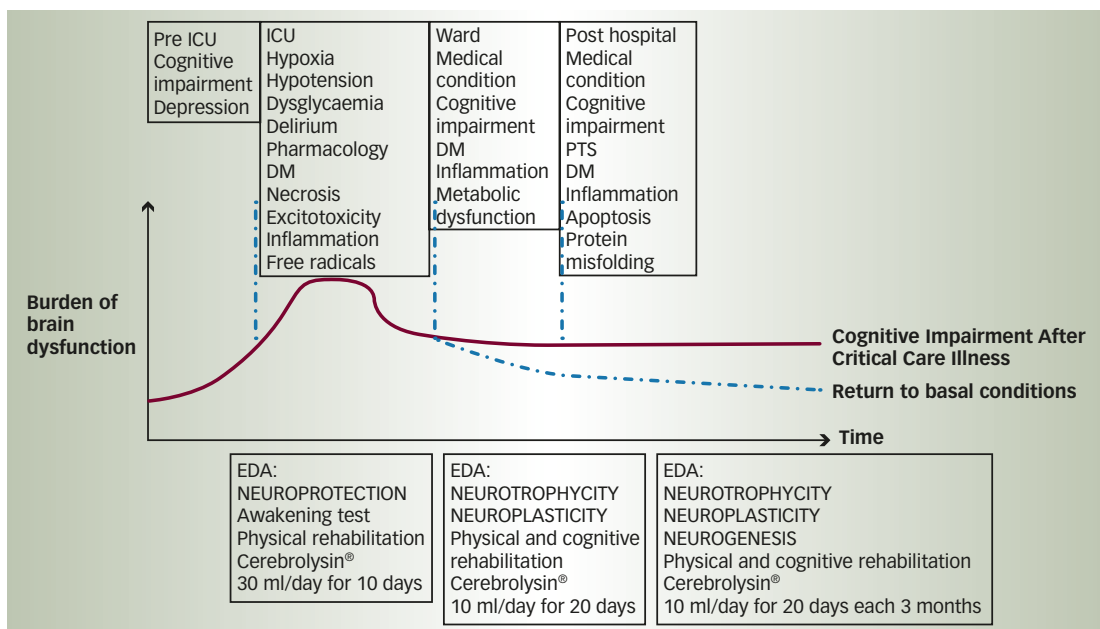 Pre ICU
Cognitive
impairment
Depression
ICU
Hypoxia
Hypotension
Dysglycaemia
Delirium
Pharmacology
DM
Necrosis
Excitotoxicity
Inflammation
Free radicals
Ward
Medical
condition
Cognitive
impairment
DM
Inflammation
Metabolic
dysfunction
Post hospital
Medical
condition
Cognitive
impairment
PTS
DM
Inflammation
Apoptosis
Protein
misfolding
Burden of
brain
dysfunction
Cognitive Impairment After
Critical Care Illness
Return to basal conditions
Time
EDA:
NEUROPROTECTION
Awakening test
Physical rehabilitation
Cerebrolysin®
30 ml/day for 10 days
EDA:
NEUROTROPHYCITY
NEUROPLASTICITY
Physical and cognitive
rehabilitation
Cerebrolysin®
10 ml/day for 20 days
EDA:
NEUROTROPHYCITY
NEUROPLASTICITY
NEUROGENESIS
Physical and cognitive rehabilitation
Cerebrolysin®
10 ml/day for 20 days each 3 months